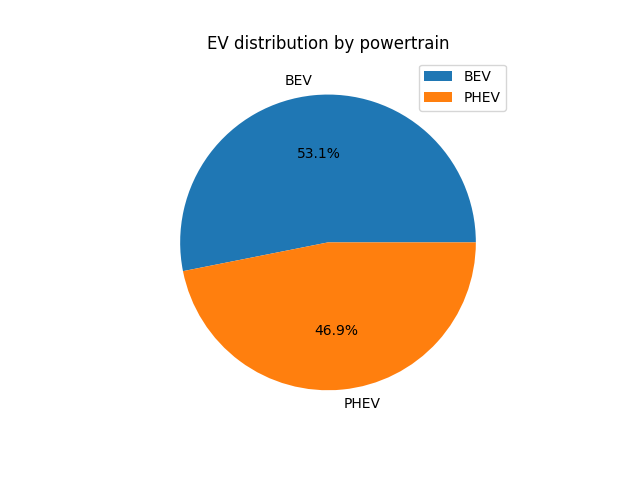 EV distribution by powertrain
BEV
PHEV
BEV
53.1%
46.9%
PHEV